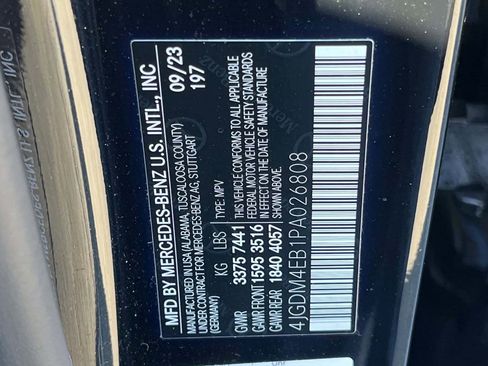 MFD BY MERCEDES-BENZ U.S. INTL., INC
MANUFACTURED IN USA (ALABAMA, TUSCALOOSA, COUNTY)
UNDER CONTRACT FOR MERCEDES-BENZ AG, STUTTGART
(GERMANY)
09/23
197
KG LBS TYPE: MPV
GVWR 3375 7441
GAWR FRONT 1595 3516
GAWR REAR 1840 4057
THIS VEHICLE CONFORMS TO ALL APPLICABLE
FEDERAL MOTOR VEHICLE SAFETY STANDARDS
IN EFFECT ON THE DATE OF MANUFACTURE
SHOWN ABOVE.
4JGDM4EB1PA026808